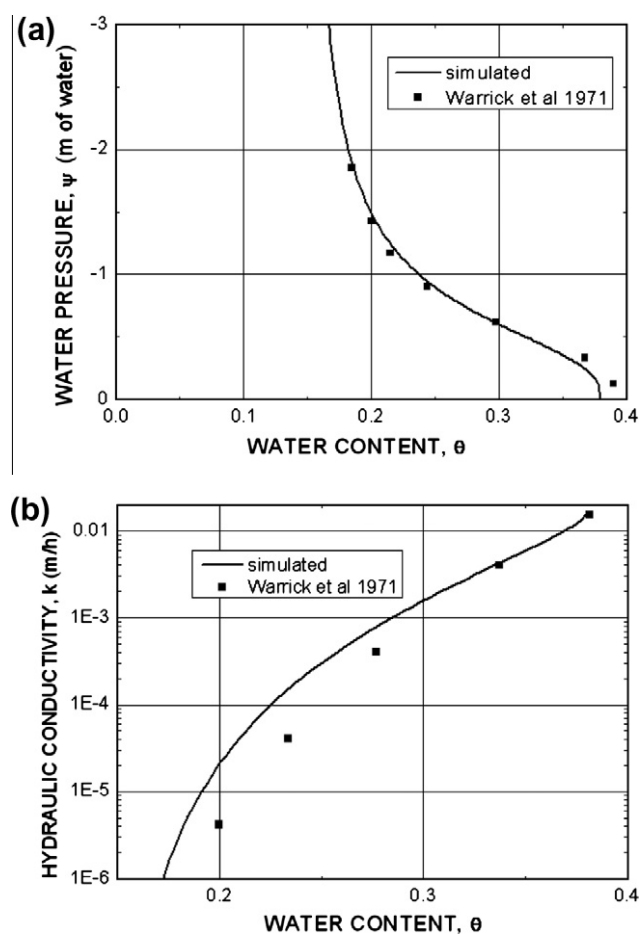 (a)
-3
-2
-1
0
WATER PRESSURE, ψ (m of water)
simulated
Warrick et al 1971
0.0 0.1 0.2 0.3 0.4
WATER CONTENT, θ
(b)
0.01
1E-3
1E-4
1E-5
1E-6
HYDRAULIC CONDUCTIVITY, k (m/h)
simulated
Warrick et al 1971
0.2 0.3 0.4
WATER CONTENT, θ